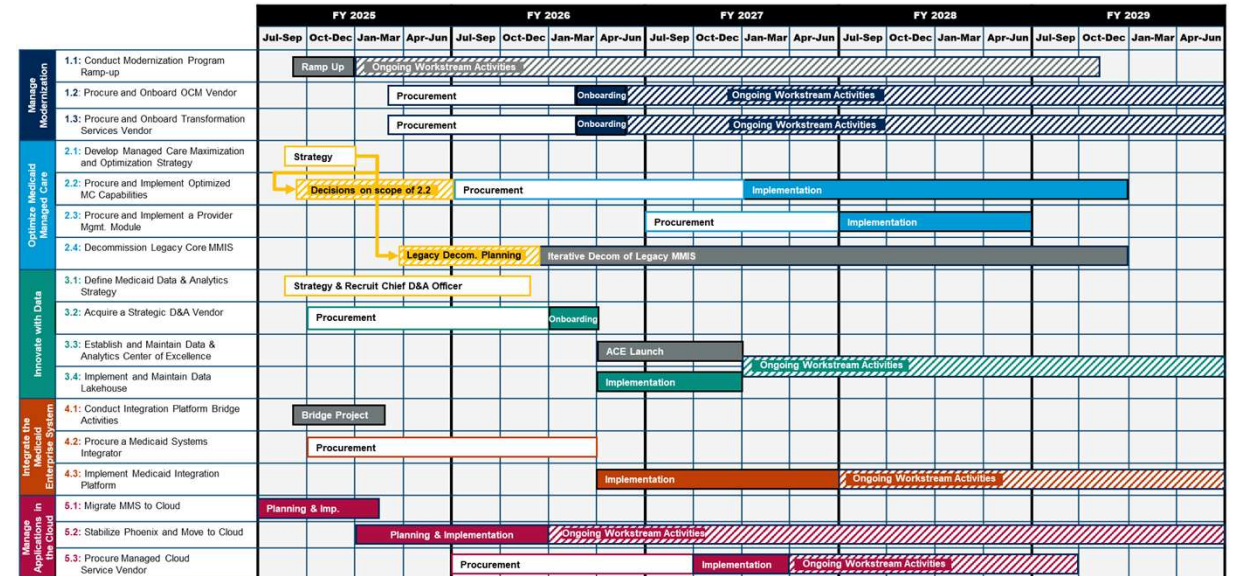 FY 2025 FY 2026 FY 2027 FY 2028 FY 2029
Jul-Sep Oct-Dec Jan-Mar Apr-Jun Jul-Sep Oct-Dec Jan-Mar Apr-Jun Jul-Sep Oct-Dec Jan-Mar Apr-Jun Jul-Sep Oct-Dec Jan-Mar Apr-Jun Jul-Sep Oct-Dec Jan-Mar Apr-Jun
Manage
Modernization
1.1: Conduct Modernization Program
Ramp-up
Ramp Up Ongoing Workstream Activities
1.2: Procure and Onboard OCM Vendor
Procurement Onboarding Ongoing Workstream Activities
1.3: Procure and Onboard Transformation
Services Vendor
Procurement Onboarding Ongoing Workstream Activities
Optimize Medicaid
Managed Care
2.1: Develop Managed Care Maximization
and Optimization Strategy
Strategy
2.2: Procure and Implement Optimized
MC Capabilities
Decisions on scope of 2.2 Procurement Implementation
2.3: Procure and Implement a Provider
Mgmt. Module
Procurement Implementation
2.4: Decommission Legacy Core MMIS
Legacy Decom. Planning Iterative Decom of Legacy MMIS
Innovate with Data
3.1: Define Medicaid Data & Analytics
Strategy
Strategy & Recruit Chief D&A Officer
3.2: Acquire a Strategic D&A Vendor
Procurement Onboarding
3.3: Establish and Maintain Data &
Analytics Center of Excellence
ACE Launch
Ongoing Workstream Activities
3.4: Implement and Maintain Data
Lakehouse
Implementation
Integrate the
Medicaid
Enterprise System
4.1: Conduct Integration Platform Bridge
Activities
Bridge Project
4.2: Procure a Medicaid Systems
Integrator
Procurement
4.3: Implement Medicaid Integration
Platform
Implementation Ongoing Workstream Activities
Manage
Applications in
the Cloud
5.1: Migrate MMS to Cloud
Planning & Imp.
5.2: Stabilize Phoenix and Move to Cloud
Planning & Implementation Ongoing Workstream Activities
5.3: Procure Managed Cloud
Service Vendor
Procurement Implementation Ongoing Workstream Activities